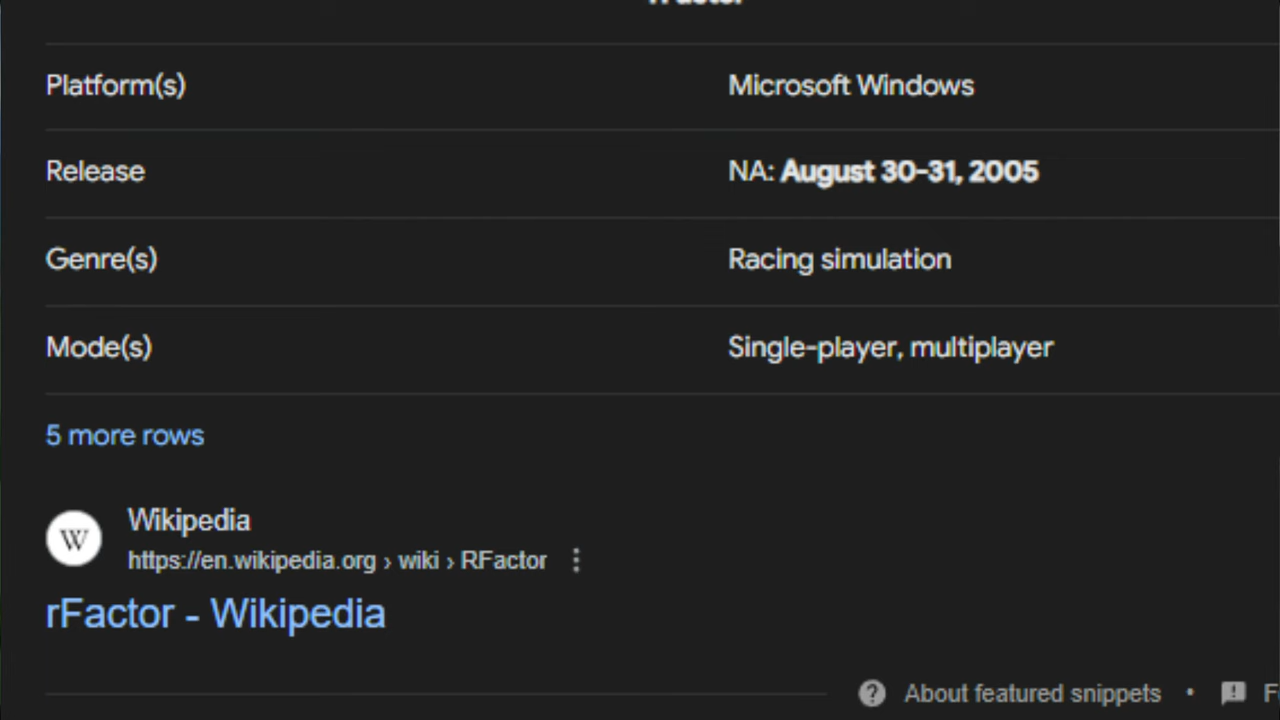 Platform(s) Microsoft Windows
Release NA: August 30-31, 2005
Genre(s) Racing simulation
Mode(s) Single-player, multiplayer
5 more rows
W
Wikipedia
https://en.wikipedia.org › wiki › RFactor
rFactor - Wikipedia
About featured snippets •